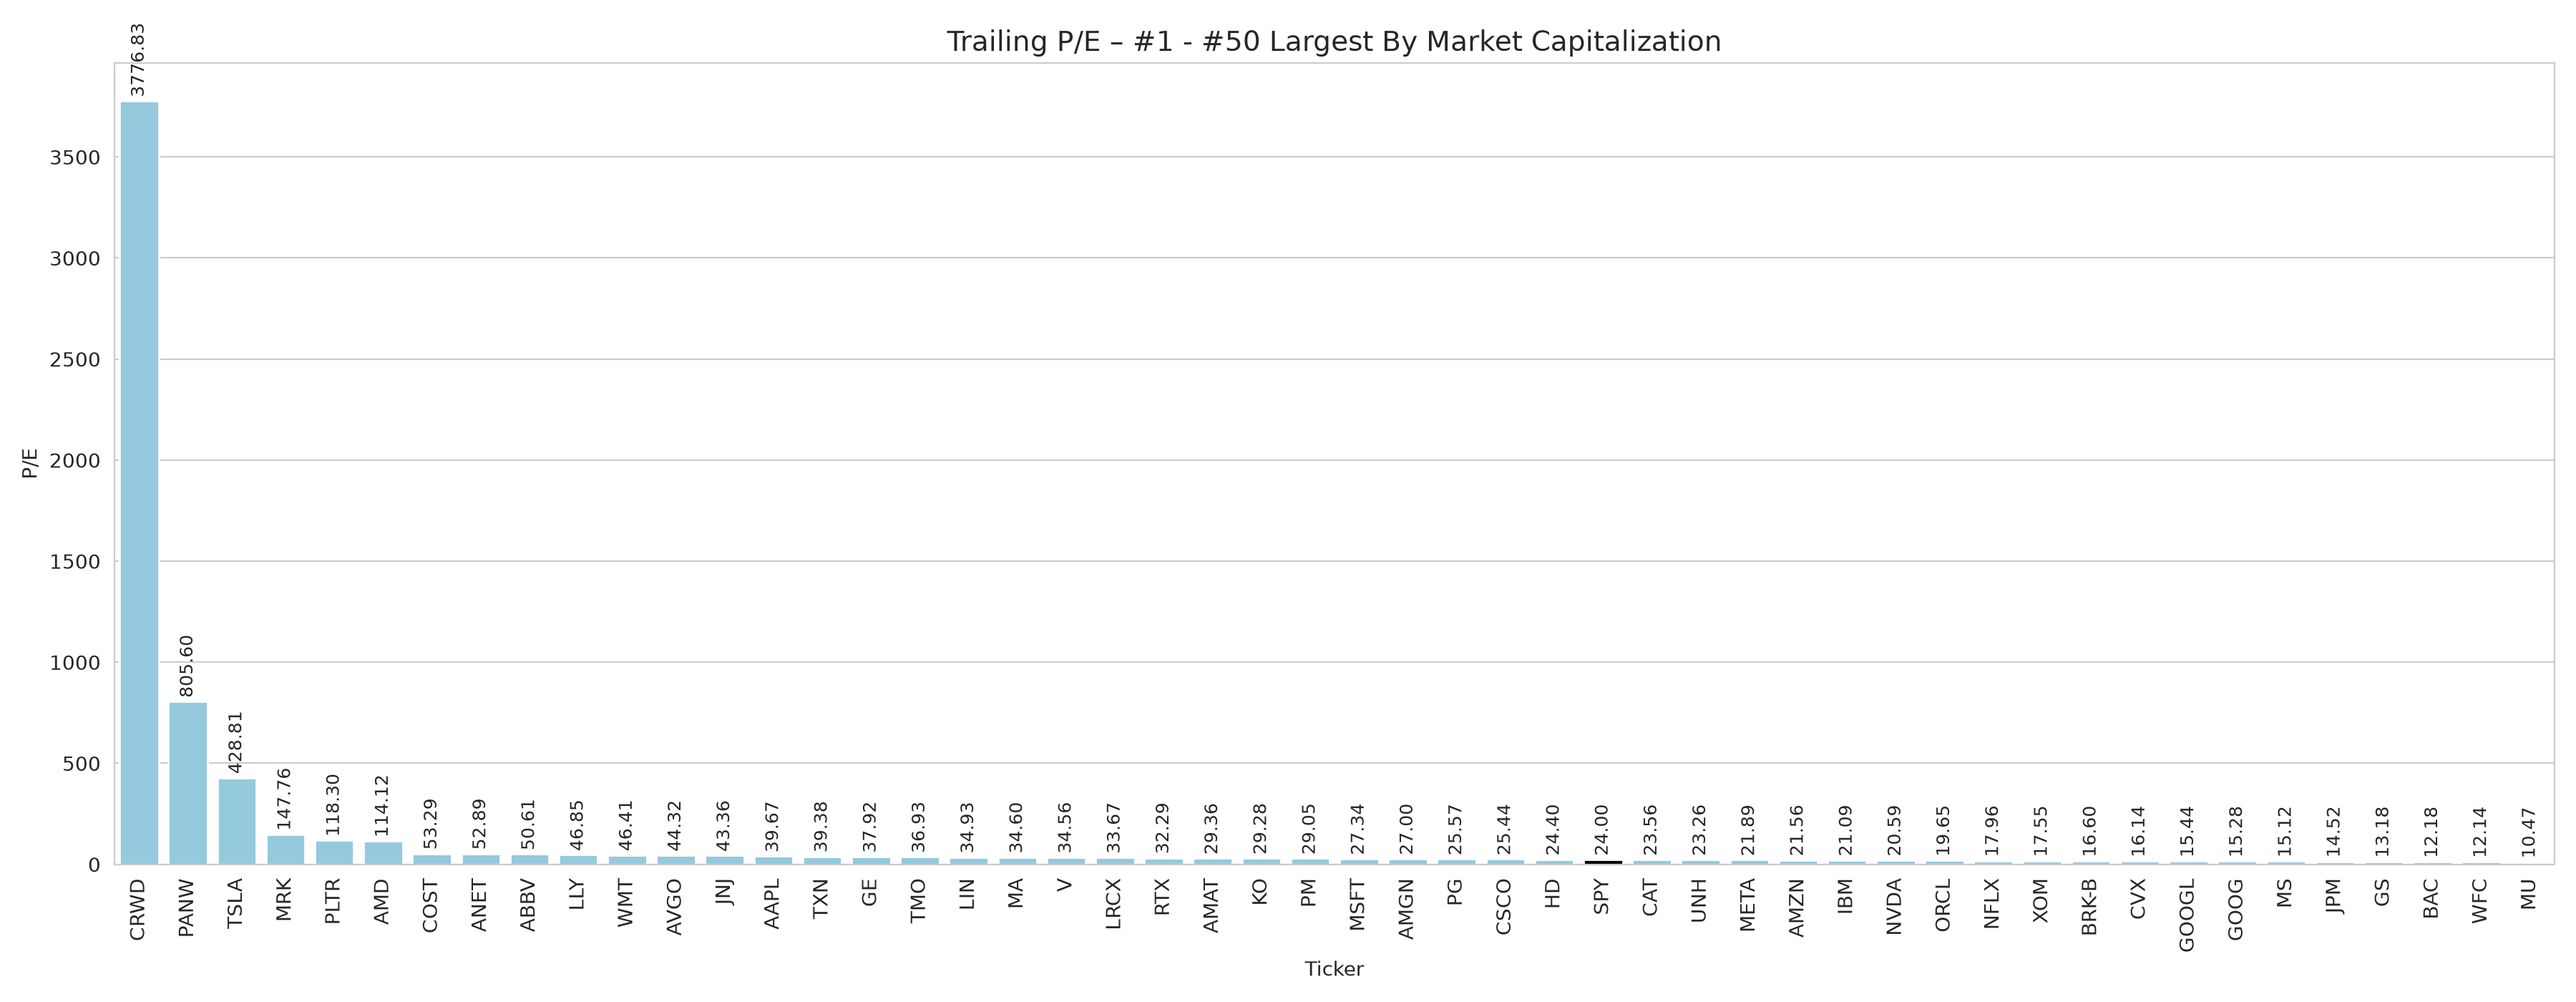 Trailing P/E – #1 - #50 Largest By Market Capitalization
P/E
3500
3000
2500
2000
1500
1000
500
0
3776.83
805.60
428.81
147.76
118.30
114.12
53.29
52.89
50.61
46.85
46.41
44.32
43.36
39.67
39.38
37.92
36.93
34.93
34.60
34.56
33.67
32.29
29.36
29.28
29.05
27.34
27.00
25.57
25.44
24.40
24.00
23.56
23.26
21.89
21.56
21.09
20.59
19.65
17.96
17.55
16.60
16.14
15.44
15.28
15.12
14.52
13.18
12.18
12.14
10.47
CRWD
PANW
TSLA
MRK
PLTR
AMD
COST
ANET
ABBV
LLY
WMT
AVGO
JNJ
AAPL
TXN
GE
TMO
LIN
MA
V
LRCX
RTX
AMAT
KO
PM
MSFT
AMGN
PG
CSCO
HD
SPY
CAT
UNH
META
AMZN
IBM
NVDA
ORCL
NFLX
XOM
BRK-B
CVX
GOOGL
GOOG
MS
JPM
GS
BAC
WFC
MU
Ticker